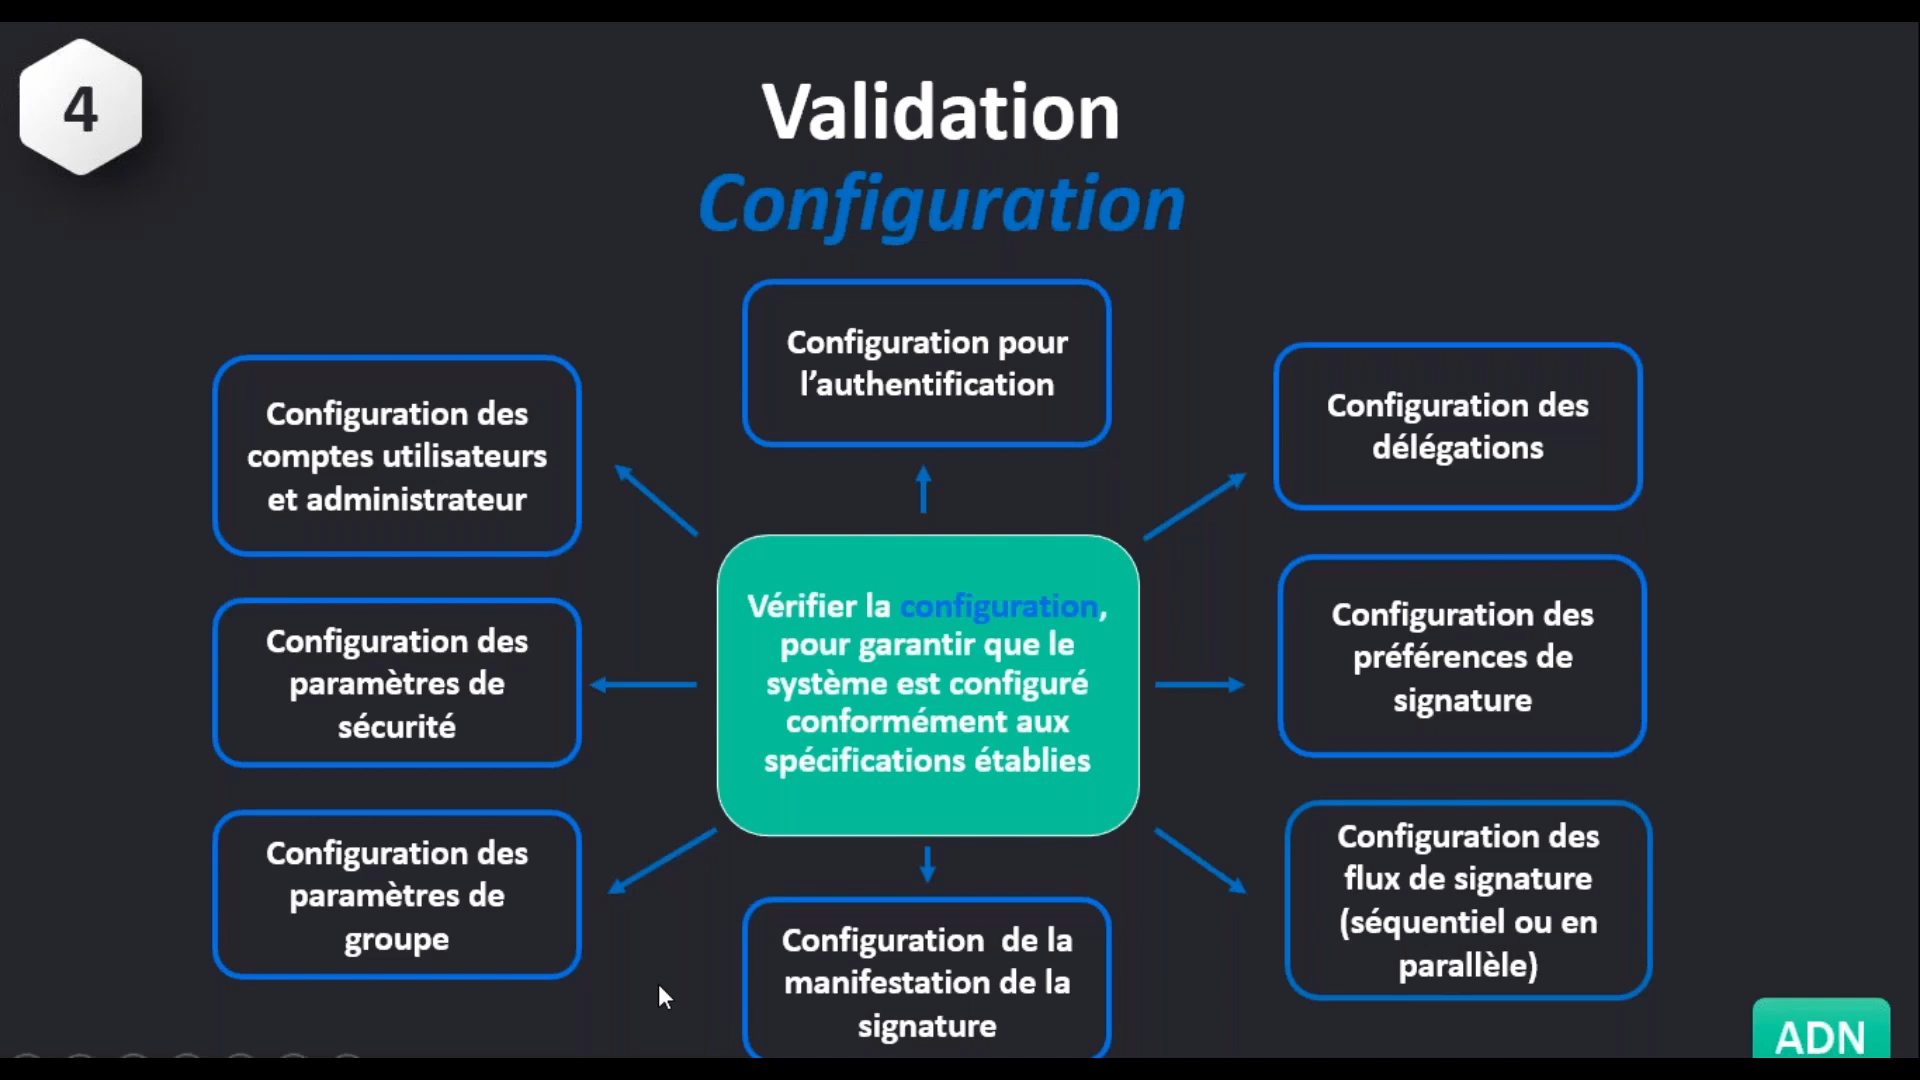 4
Validation
Configuration
Configuration pour
l’authentification
Configuration des
comptes utilisateurs
et administrateur
Configuration des
délégations
Configuration des
paramètres de
sécurité
Vérifier la configuration,
pour garantir que le
système est configuré
conformément aux
spécifications établies
Configuration des
préférences de
signature
Configuration des
paramètres de
groupe
Configuration  de la
manifestation de la
signature
Configuration des
flux de signature
(séquentiel ou en
parallèle)
ADN